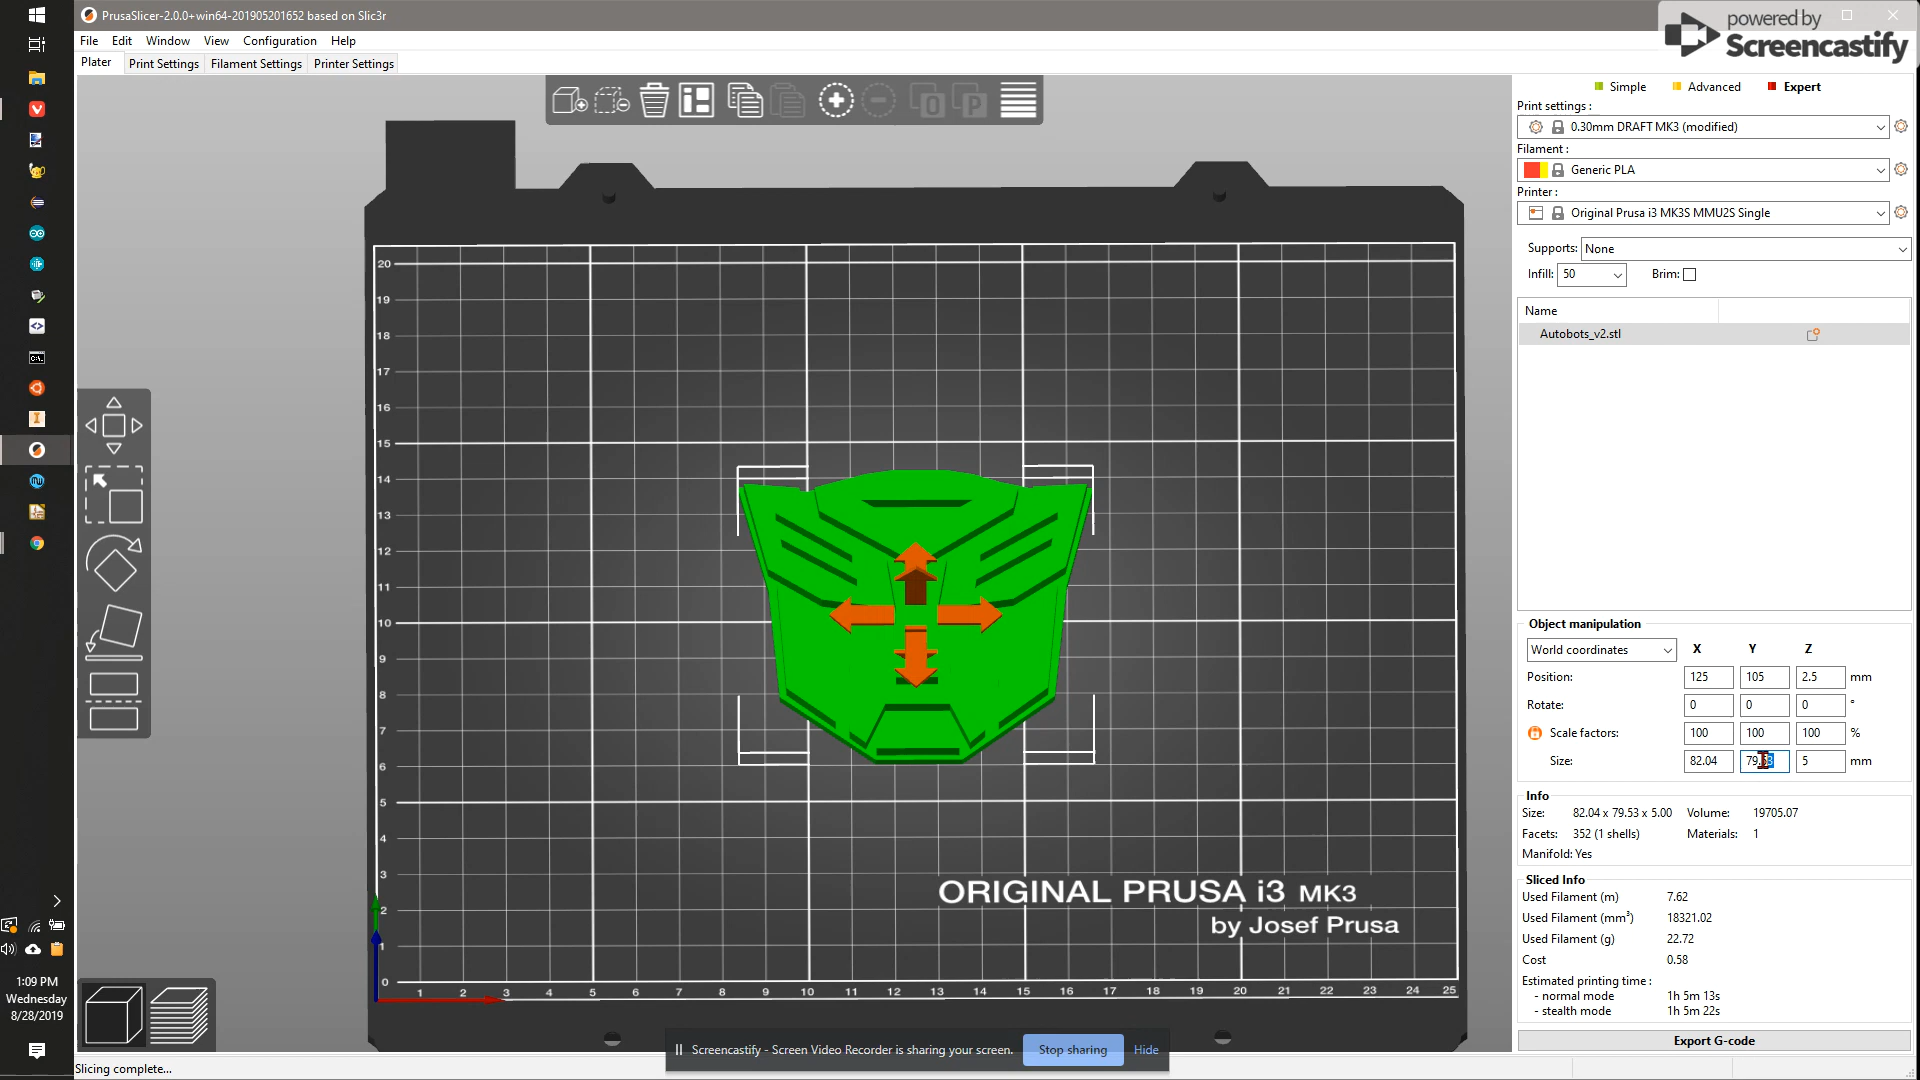 PrusaSlicer-2.0.0+win64-201905201652 based on Slic3r
powered by
Screencastify
File Edit Window View Configuration Help
Plater Print Settings Filament Settings Printer Settings
Simple Advanced Expert
Print settings :
0.30mm DRAFT MK3 (modified)
Filament :
Generic PLA
Printer :
Original Prusa i3 MK3S MMU2S Single
Supports: None
Infill: 50 Brim:
Name
Autobots_v2.stl
20
19
18
17
16
15
14
13
12
11
10
9
8
7
6
5
4
3
2
1
0
1 2 3 4 5 6 7 8 9 10 11 12 13 14 15 16 17 18 19 20 21 22 23 24 25
ORIGINAL PRUSA i3 MK3
by Josef Prusa
Object manipulation
World coordinates X Y Z
Position: 125 105 2.5 mm
Rotate: 0 0 0 °
Scale factors: 100 100 100 %
Size: 82.04 79.53 5 mm
Info
Size: 82.04 x 79.53 x 5.00 Volume: 19705.07
Facets: 352 (1 shells) Materials: 1
Manifold: Yes
Sliced Info
Used Filament (m) 7.62
Used Filament (mm³) 18321.02
Used Filament (g) 22.72
Cost 0.58
Estimated printing time :
- normal mode 1h 5m 13s
- stealth mode 1h 5m 22s
Export G-code
Screencastify - Screen Video Recorder is sharing your screen. Stop sharing Hide
1:09 PM
Wednesday
8/28/2019
Slicing complete...